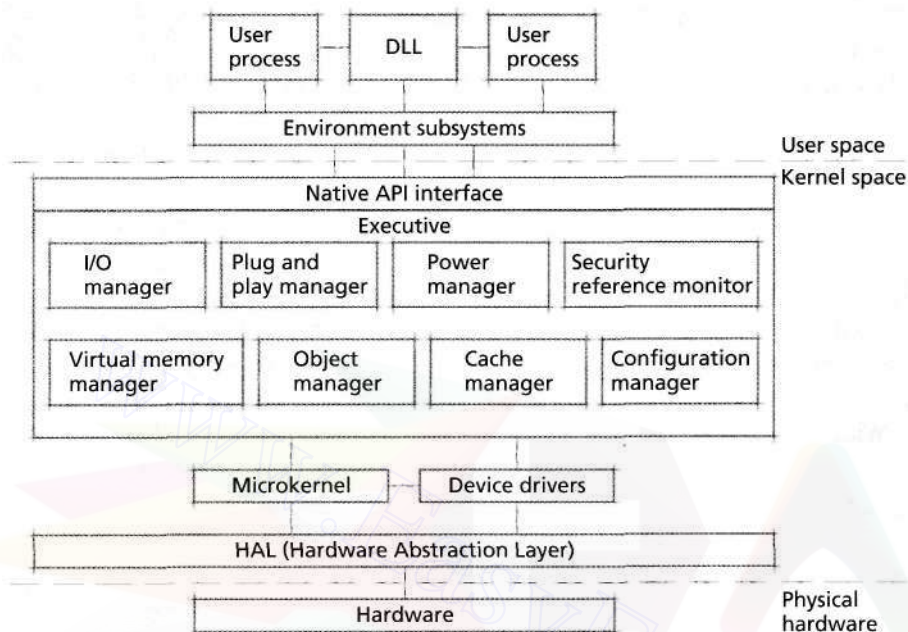 User process
DLL
User process
Environment subsystems
User space
Kernel space
Native API interface
Executive
I/O manager
Plug and play manager
Power manager
Security reference monitor
Virtual memory manager
Object manager
Cache manager
Configuration manager
Microkernel
Device drivers
HAL (Hardware Abstraction Layer)
Hardware
Physical hardware